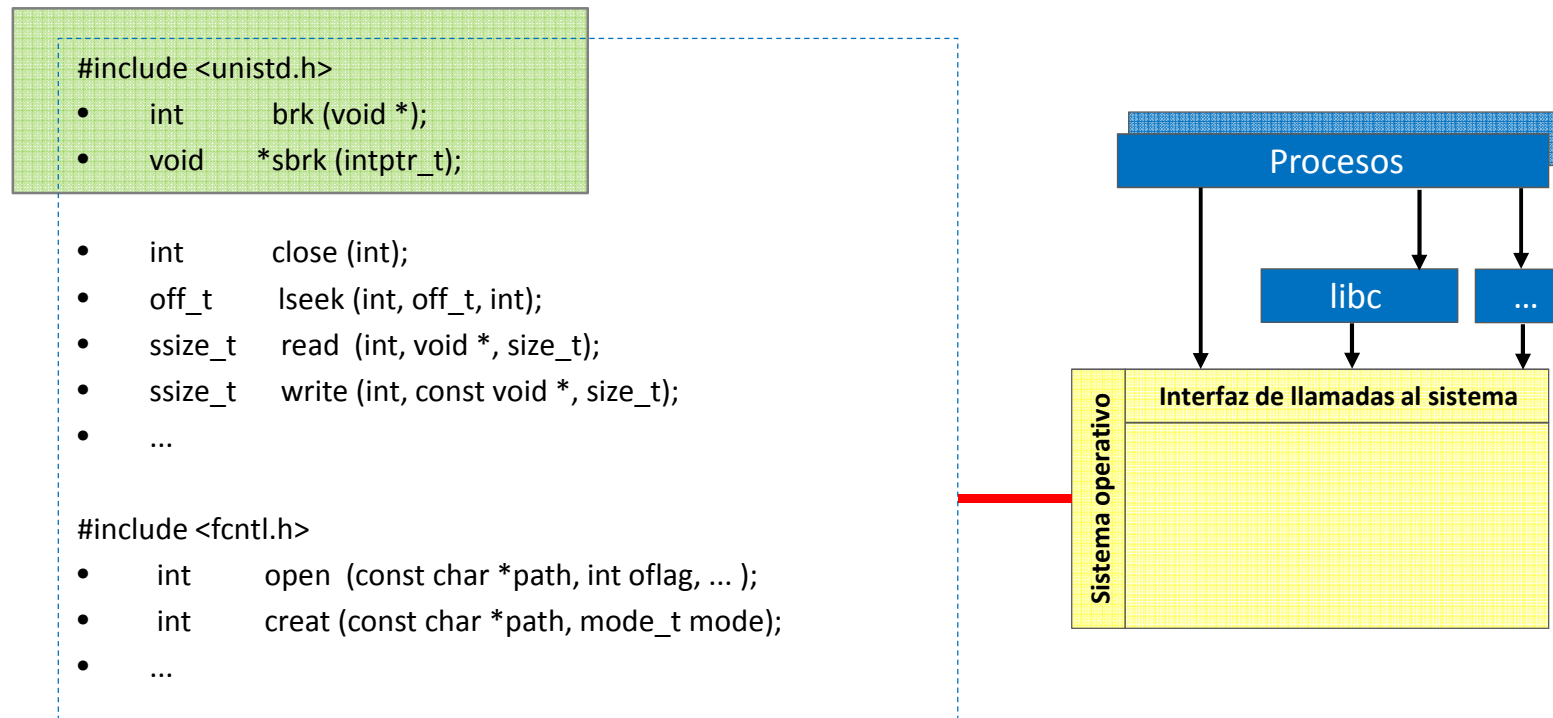 #include <unistd.h>
• int brk (void *);
• void *sbrk (intptr_t);
• int close (int);
• off_t lseek (int, off_t, int);
• ssize_t read (int, void *, size_t);
• ssize_t write (int, const void *, size_t);
• ...
#include <fcntl.h>
• int open (const char *path, int oflag, ... );
• int creat (const char *path, mode_t mode);
• ...
Procesos
libc
...
Interfaz de llamadas al sistema
Sistema operativo